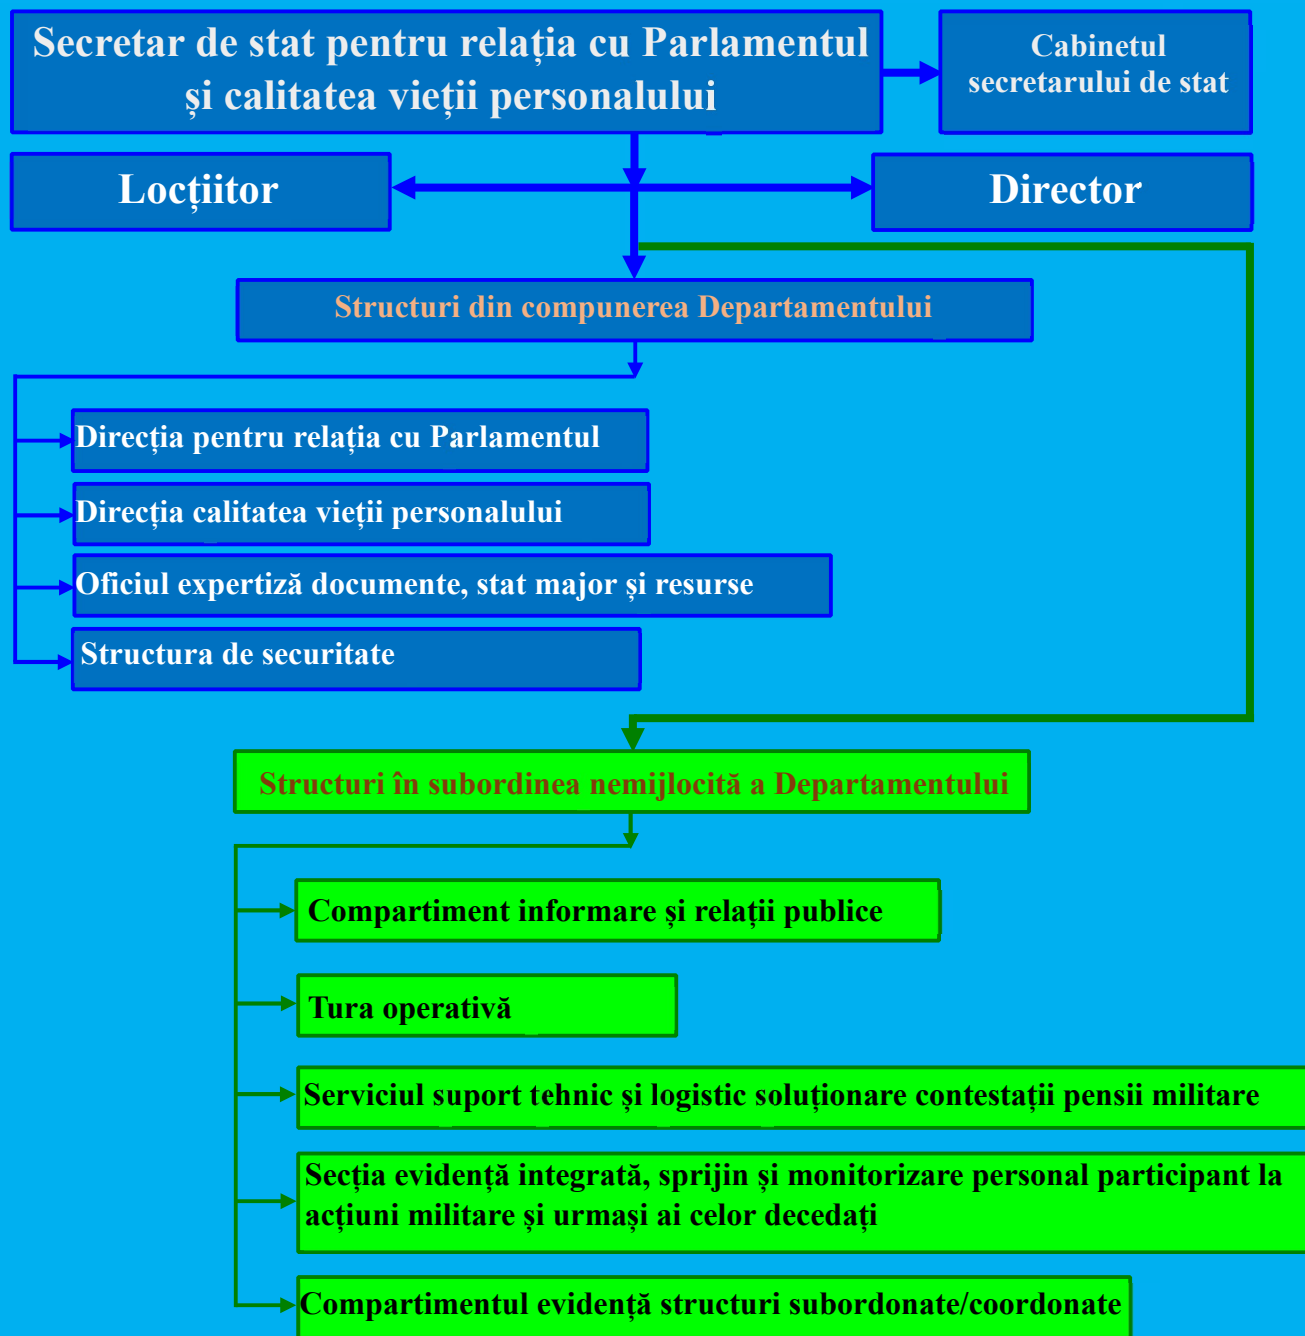 Secretar de stat pentru relația cu Parlamentul
și calitatea vieții personalului
Cabinetul
secretarului de stat
Locțiitor
Director
Structuri din compunerea Departamentului
Direcția pentru relația cu Parlamentul
Direcția calitatea vieții personalului
Oficiul expertiză documente, stat major și resurse
Structura de securitate
Structuri în subordinea nemijlocită a Departamentului
Compartiment informare și relații publice
Tura operativă
Serviciul suport tehnic și logistic soluționare contestații pensii militare
Secția evidență integrată, sprijin și monitorizare personal participant la
acțiuni militare și urmași ai celor decedați
Compartimentul evidență structuri subordonate/coordonate